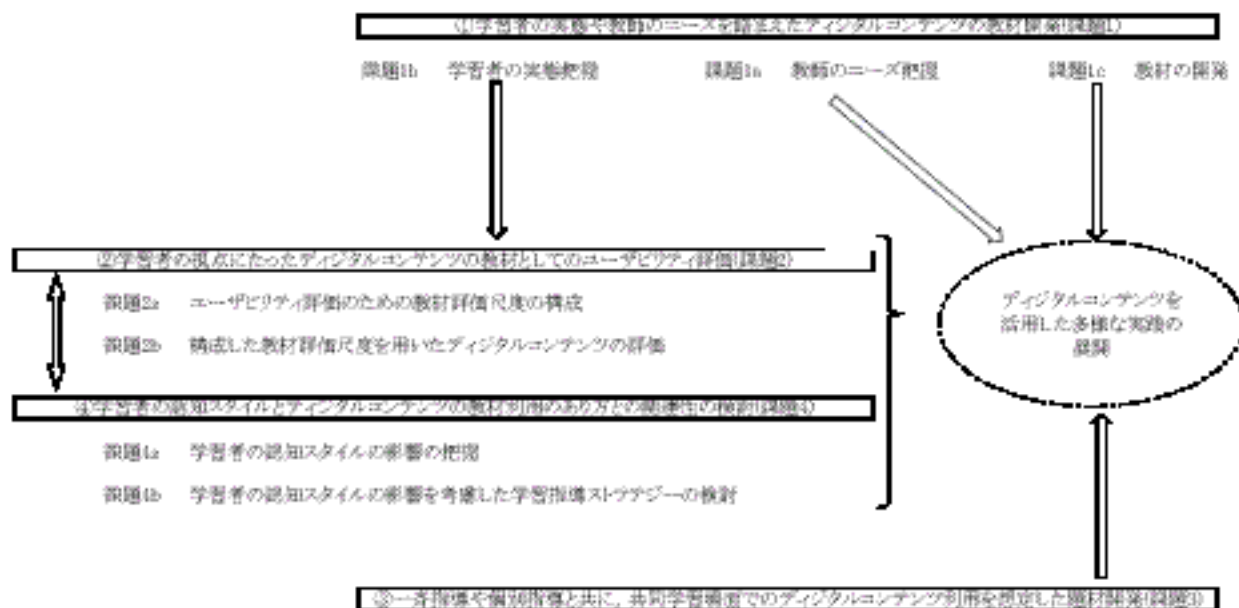 ①学習者の実態や教師のニーズを踏まえたディジタルコンテンツの教材開発(課題1)
課題1b 学習者の実態把握
課題1a 教師のニーズ把握
課題1c 教材の開発
②学習者の視点にたったディジタルコンテンツの教材としてのユーザビリティ評価(課題2)
課題2a ユーザビリティ評価のための教材評価尺度の構成
課題2b 構成した教材評価尺度を用いたディジタルコンテンツの評価
ディジタルコンテンツを
活用した多様な実践の
展開
④学習者の認知スタイルとディジタルコンテンツの教材利用のあり方との関連性の検討(課題4)
課題4a 学習者の認知スタイルの影響の把握
課題4b 学習者の認知スタイルの影響を考慮した学習指導ストラテジーの検討
③一斉指導や個別指導と共に,共同学習場面でのディジタルコンテンツ利用を想定した題材開発(課題3)